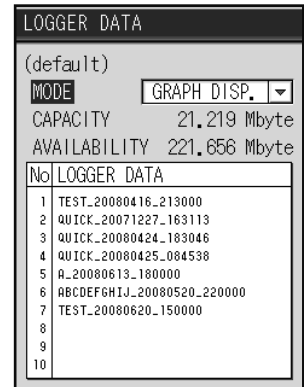 LOGGER DATA
(default)
MODE GRAPH DISP.
CAPACITY 21.219 Mbyte
AVAILABILITY 221.656 Mbyte
No LOGGER DATA
1 TEST_20080416_213000
2 QUICK_20071227_163113
3 QUICK_20080424_183046
4 QUICK_20080425_084538
5 A_20080613_180000
6 ABCDEFGHIJ_20080520_220000
7 TEST_20080620_150000
8
9
10